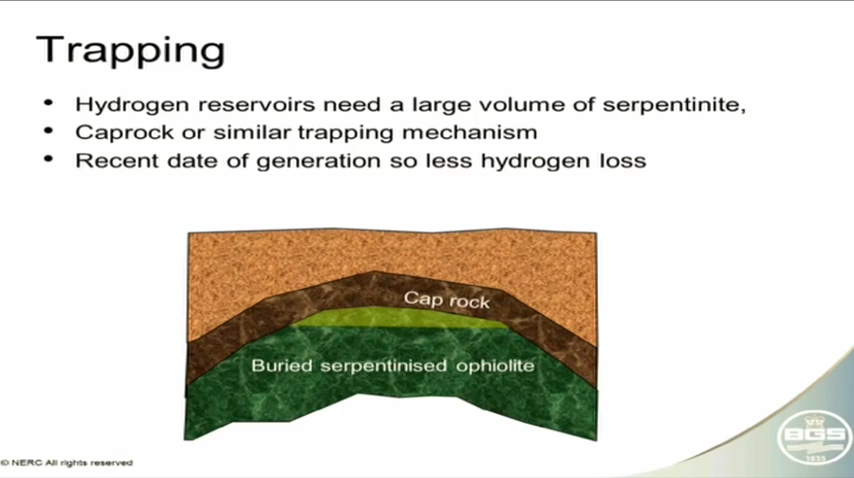 Trapping
• Hydrogen reservoirs need a large volume of serpentinite,
• Caprock or similar trapping mechanism
• Recent date of generation so less hydrogen loss
Cap rock
Buried serpentinised ophiolite
© NERC All rights reserved
BGS
1835